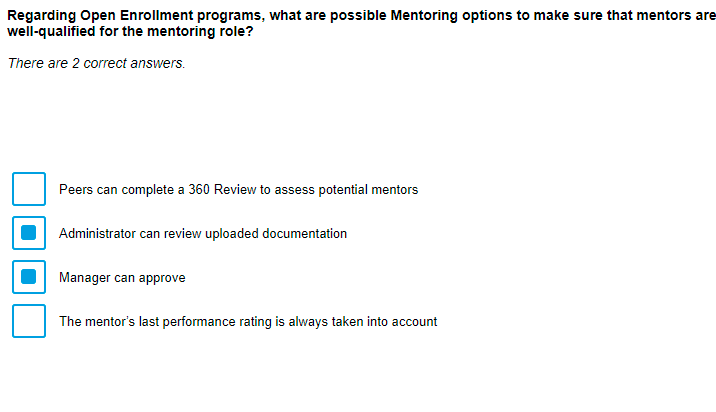 Regarding Open Enrollment programs, what are possible Mentoring options to make sure that mentors are
well-qualified for the mentoring role?
There are 2 correct answers.
Peers can complete a 360 Review to assess potential mentors
Administrator can review uploaded documentation
Manager can approve
The mentor's last performance rating is always taken into account